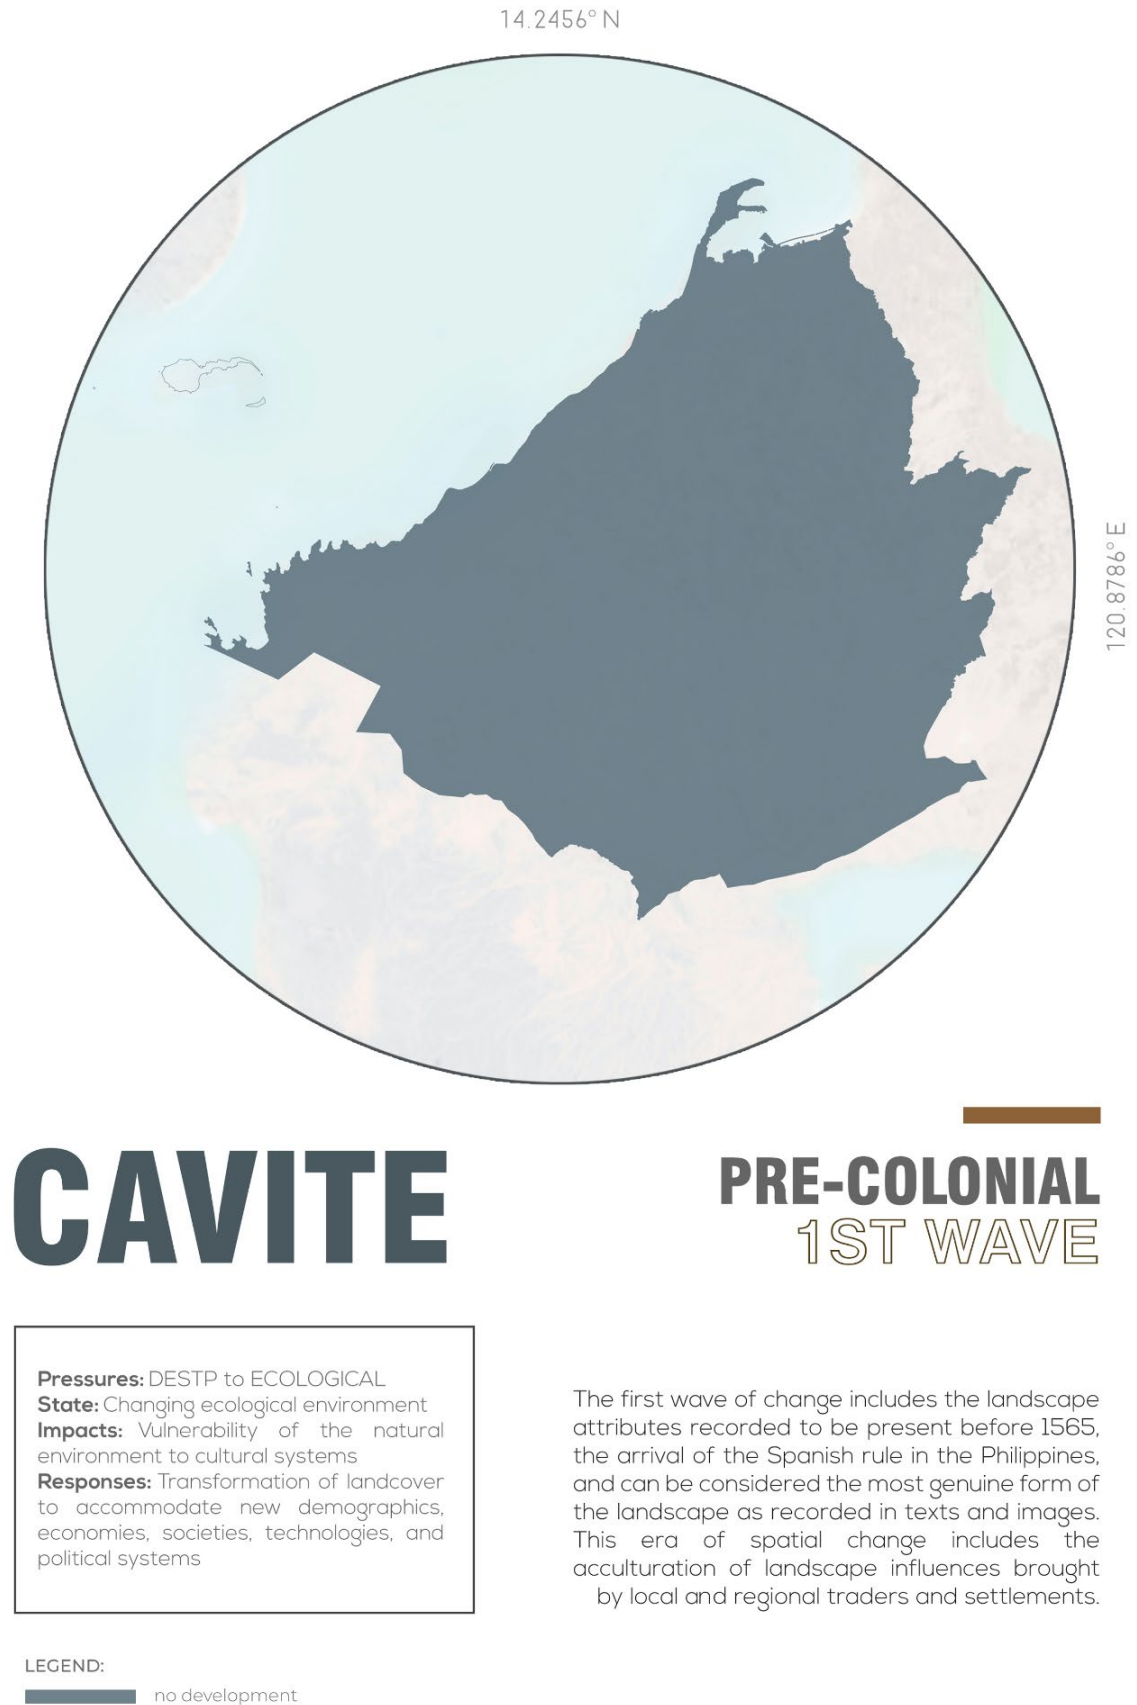 14.2456° N
120.8786° E
CAVITE
PRE-COLONIAL
1ST WAVE
Pressures: DESTP to ECOLOGICAL
State: Changing ecological environment
Impacts: Vulnerability of the natural
environment to cultural systems
Responses: Transformation of landcover
to accommodate new demographics,
economies, societies, technologies, and
political systems
The first wave of change includes the landscape
attributes recorded to be present before 1565,
the arrival of the Spanish rule in the Philippines,
and can be considered the most genuine form of
the landscape as recorded in texts and images.
This era of spatial change includes the
acculturation of landscape influences brought
by local and regional traders and settlements.
LEGEND:
no development